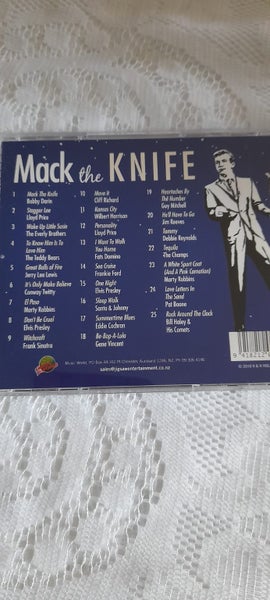 Mack the KNIFE
1 Mack The Knife
Bobby Darin
2 Stagger Lee
Lloyd Price
3 Wake Up Little Susie
The Everly Brothers
4 To Know Him Is To
Love Him
The Teddy Bears
5 Great Balls of Fire
Jerry Lee Lewis
6 It's Only Make Believe
Conway Twitty
7 El Paso
Marty Robbins
8 Don't Be Cruel
Elvis Presley
9 Witchcraft
Frank Sinatra
10 Move It
Cliff Richard
11 Kansas City
Wilbert Harrison
12 Personality
Lloyd Price
13 I Want To Walk
You Home
Fats Domino
14 Sea Cruise
Frankie Ford
15 One Night
Elvis Presley
16 Sleep Walk
Santo & Johnny
17 Summertime Blues
Eddie Cochran
18 Be-Bop-A-Lula
Gene Vincent
19 Heartaches By
The Number
Guy Mitchell
20 He'll Have To Go
Jim Reeves
21 Tammy
Debbie Reynolds
22 Tequila
The Champs
23 A White Sport Coat
(And A Pink Carnation)
Marty Robbins
24 Love Letters In
The Sand
Pat Boone
25 Rock Around The Clock
Bill Haley &
His Comets
sales@jigsawentertainment.co.nz